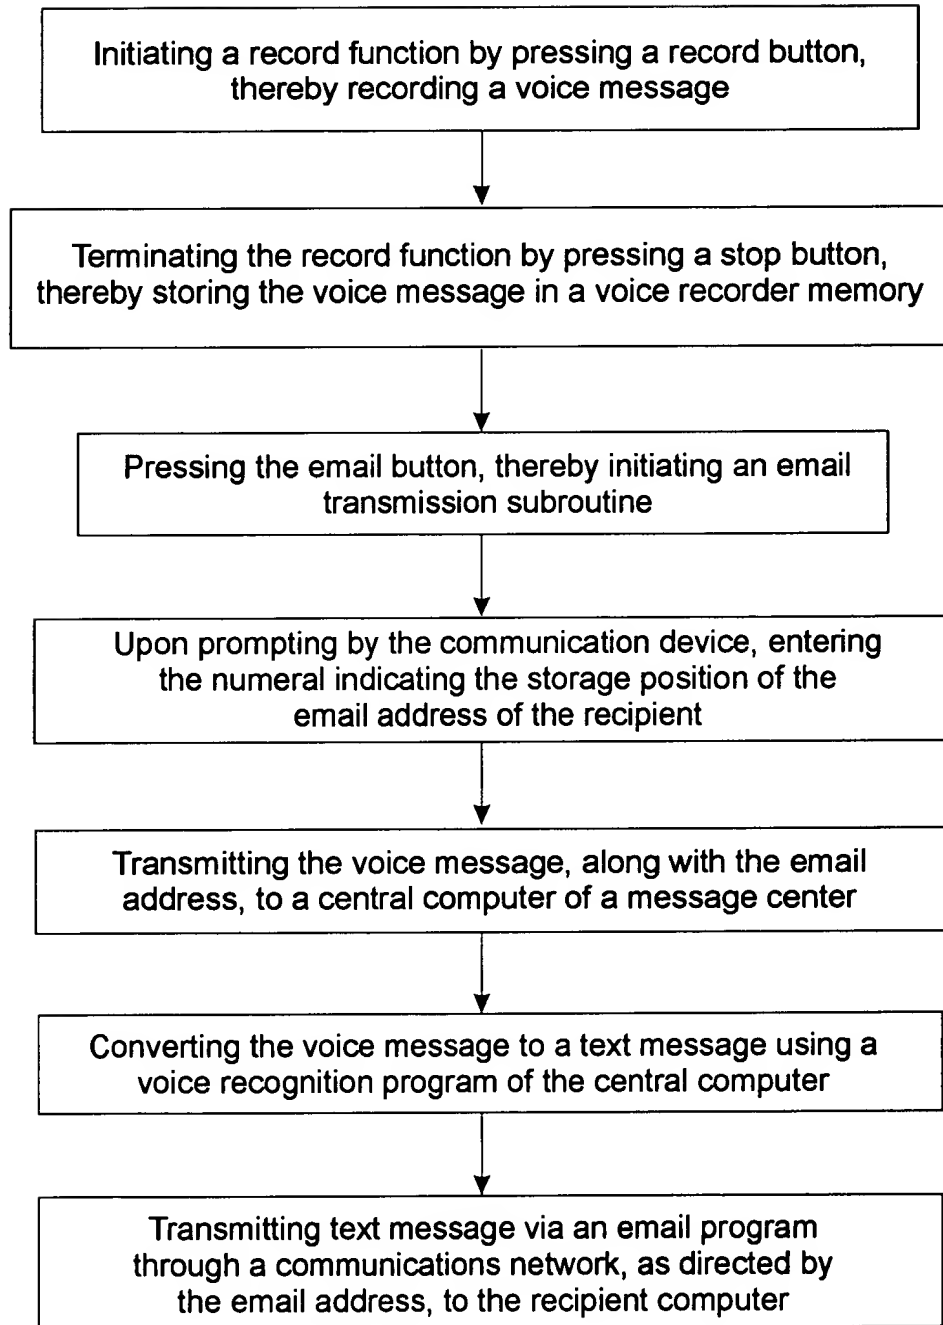 Initiating a record function by pressing a record button,
thereby recording a voice message
Terminating the record function by pressing a stop button,
thereby storing the voice message in a voice recorder memory
Pressing the email button, thereby initiating an email
transmission subroutine
Upon prompting by the communication device, entering
the numeral indicating the storage position of the
email address of the recipient
Transmitting the voice message, along with the email
address, to a central computer of a message center
Converting the voice message to a text message using a
voice recognition program of the central computer
Transmitting text message via an email program
through a communications network, as directed by
the email address, to the recipient computer